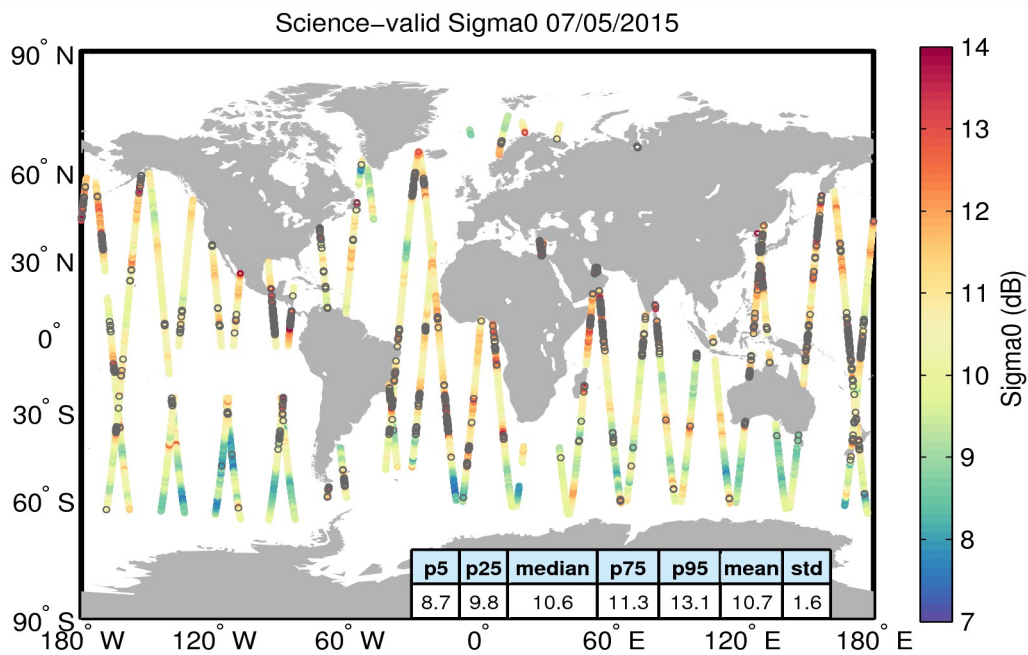 Science−valid Sigma0 07/05/2015
90° N
60° N
30° N
0°
30° S
60° S
90° S
180° W
120° W
60° W
0°
60° E
120° E
180° E
p5 p25 median p75 p95 mean std
8.7 9.8 10.6 11.3 13.1 10.7 1.6
14
13
12
11
10
9
8
7
Sigma0 (dB)